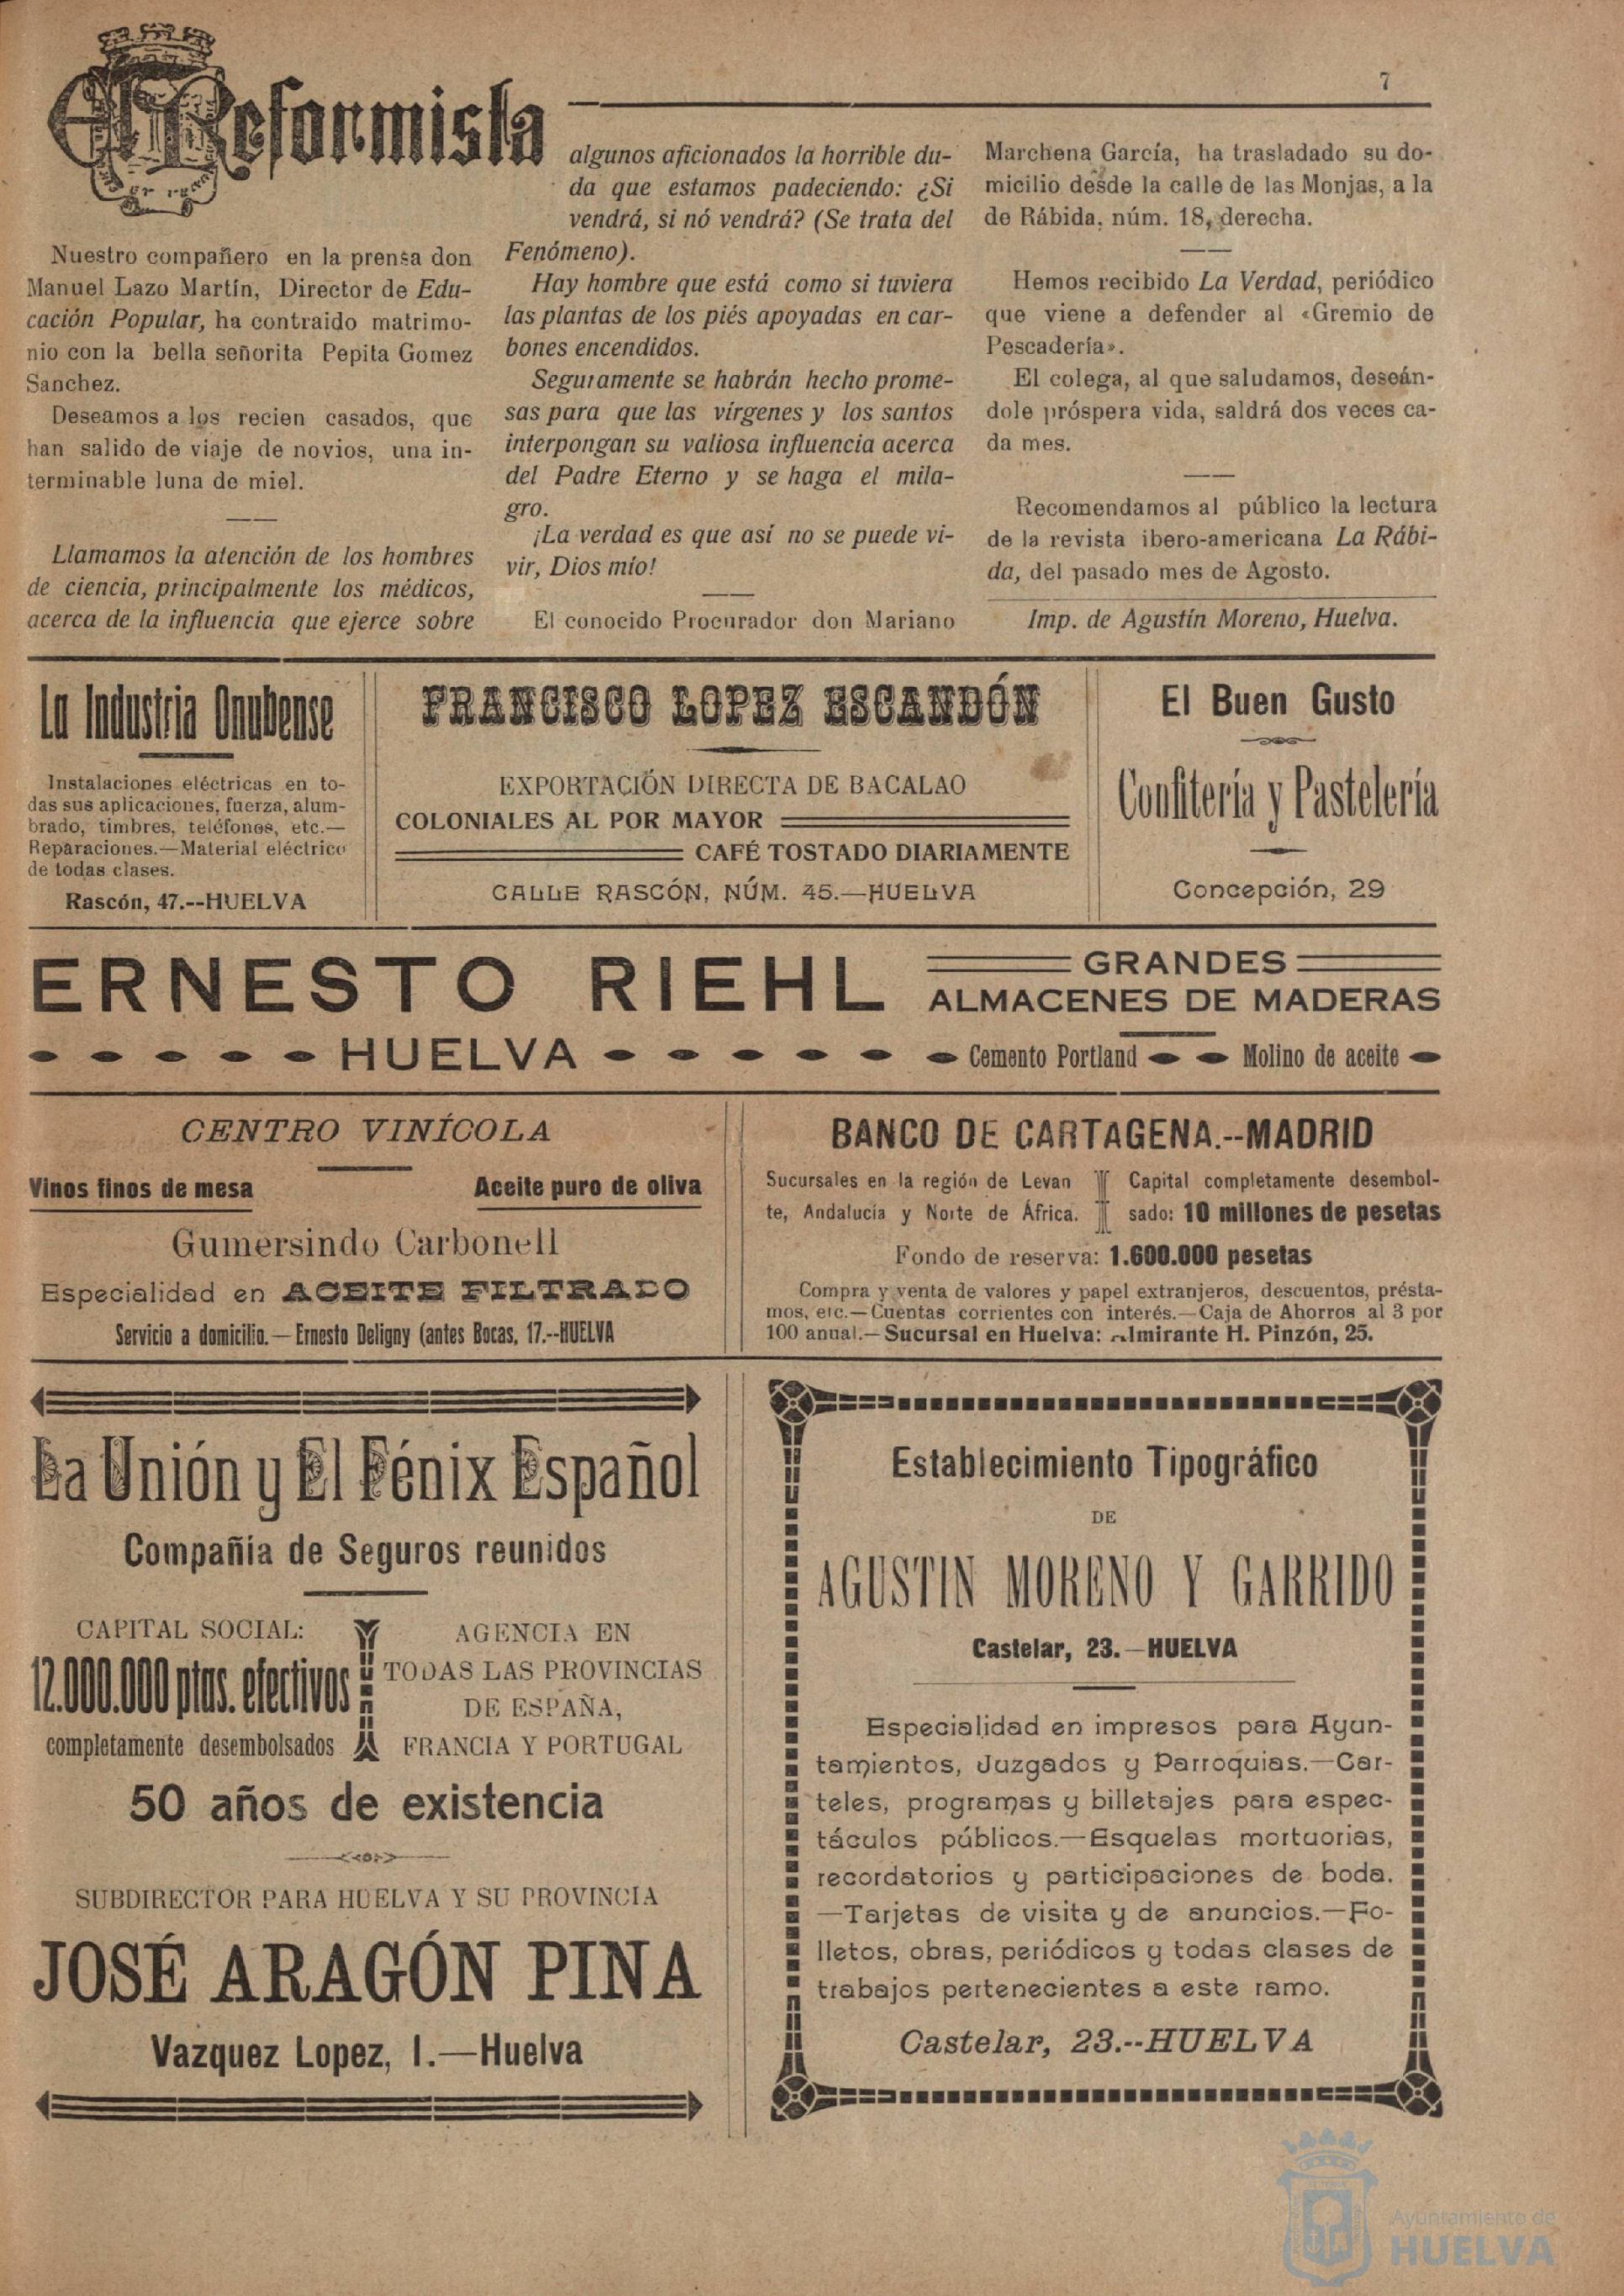 7
El Reformista
Nuestro compañero en la prensa don
Manuel Lazo Martín, Director de Edu-
cación Popular, ha contraido matrimo-
nio con la bella señorita Pepita Gomez
Sanchez.
Deseamos a los recien casados, que
han salido de viaje de novios, una in-
terminable luna de miel.
Llamamos la atención de los hombres
de ciencia, principalmente los médicos,
acerca de la influencia que ejerce sobre
algunos aficionados la horrible du-
da que estamos padeciendo: ¿Si
vendrá, si nó vendrá? (Se trata del
Fenómeno).
Hay hombre que está como si tuviera
las plantas de los piés apoyadas en car-
bones encendidos.
Seguramente se habrán hecho prome-
sas para que las vírgenes y los santos
interpongan su valiosa influencia acerca
del Padre Eterno y se haga el mila-
gro.
¡La verdad es que así no se puede vi-
vir, Dios mío!
El conocido Procurador don Mariano
Marchena García, ha trasladado su do-
micilio desde la calle de las Monjas, a la
de Rábida, núm. 18, derecha.
Hemos recibido La Verdad, periódico
que viene a defender al «Gremio de
Pescadería».
El colega, al que saludamos, deseán-
dole próspera vida, saldrá dos veces ca-
da mes.
Recomendamos al público la lectura
de la revista ibero-americana La Rábi-
da, del pasado mes de Agosto.
Imp. de Agustín Moreno, Huelva.
La Industria Onubense
Instalaciones eléctricas en to-
das sus aplicaciones, fuerza, alum-
brado, timbres, teléfonos, etc.—
Reparaciones.—Material eléctrico
de todas clases.
Rascón, 47.--HUELVA
FRANCISCO LOPEZ ESCANDÓN
EXPORTACIÓN DIRECTA DE BACALAO
COLONIALES AL POR MAYOR
CAFÉ TOSTADO DIARIAMENTE
CALLE RASCÓN, NÚM. 45.—HUELVA
El Buen Gusto
Confitería y Pastelería
Concepción, 29
ERNESTO RIEHL
HUELVA
GRANDES
ALMACENES DE MADERAS
Cemento Portland Molino de aceite
CENTRO VINÍCOLA
Vinos finos de mesa Aceite puro de oliva
Gumersindo Carbonell
Especialidad en ACEITE FILTRADO
Servicio a domicilio.—Ernesto Deligny (antes Bocas, 17.--HUELVA
BANCO DE CARTAGENA.--MADRID
Sucursales en la región de Levan
te, Andalucía y Norte de África.
Capital completamente desembol-
sado: 10 millones de pesetas
Fondo de reserva: 1.600.000 pesetas
Compra y venta de valores y papel extranjeros, descuentos, présta-
mos, etc.—Cuentas corrientes con interés.—Caja de Ahorros al 3 por
100 anual.—Sucursal en Huelva: Almirante H. Pinzón, 25.
La Unión y El Fénix Español
Compañia de Seguros reunidos
CAPITAL SOCIAL:
12.000.000 ptas. efectivos
completamente desembolsados
AGENCIA EN
TODAS LAS PROVINCIAS
DE ESPAÑA,
FRANCIA Y PORTUGAL
50 años de existencia
SUBDIRECTOR PARA HUELVA Y SU PROVINCIA
JOSÉ ARAGÓN PINA
Vazquez Lopez, 1.—Huelva
Establecimiento Tipográfico
DE
AGUSTIN MORENO Y GARRIDO
Castelar, 23.—HUELVA
Especialidad en impresos para Ayun-
tamientos, Juzgados y Parroquias.—Car-
teles, programas y billetajes para espec-
táculos públicos.—Esquelas mortuorias,
recordatorios y participaciones de boda.
—Tarjetas de visita y de anuncios.—Fo-
lletos, obras, periódicos y todas clases de
trabajos pertenecientes a este ramo.
Castelar, 23.--HUELVA
Ayuntamiento de
HUELVA